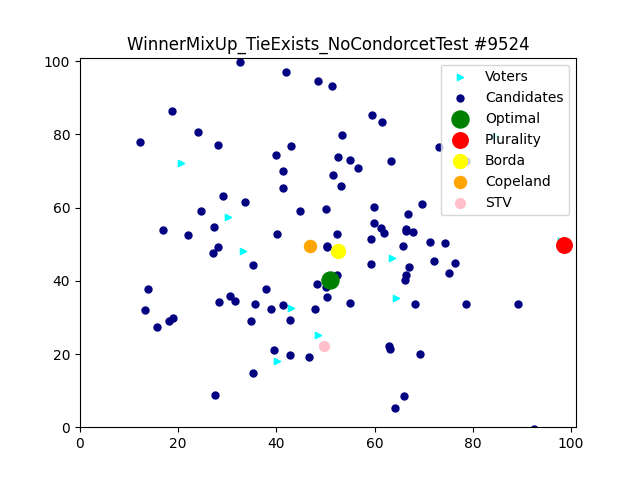 WinnerMixUp_TieExists_NoCondorcetTest #9524
100
80
60
40
20
0
0
20
40
60
80
100
Voters
Candidates
Optimal
Plurality
Borda
Copeland
STV